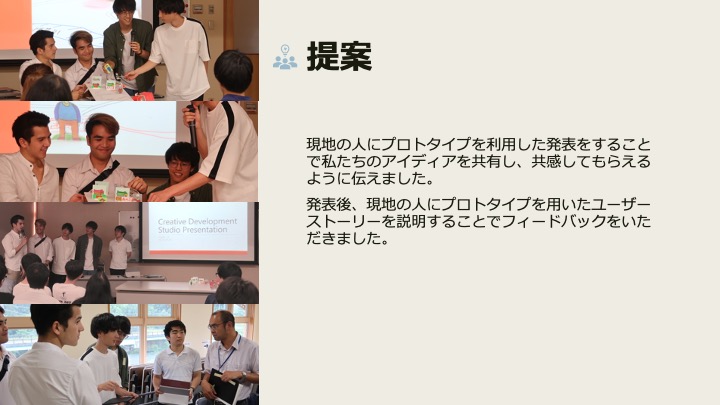 提案
現地の人にプロトタイプを利用した発表をすること
で私たちのアイディアを共有し、共感してもらえる
ように伝えました。
発表後、現地の人にプロトタイプを用いたユーザー
ストーリーを説明することでフィードバックをいた
だきました。
Creative Development
Studio Presentation